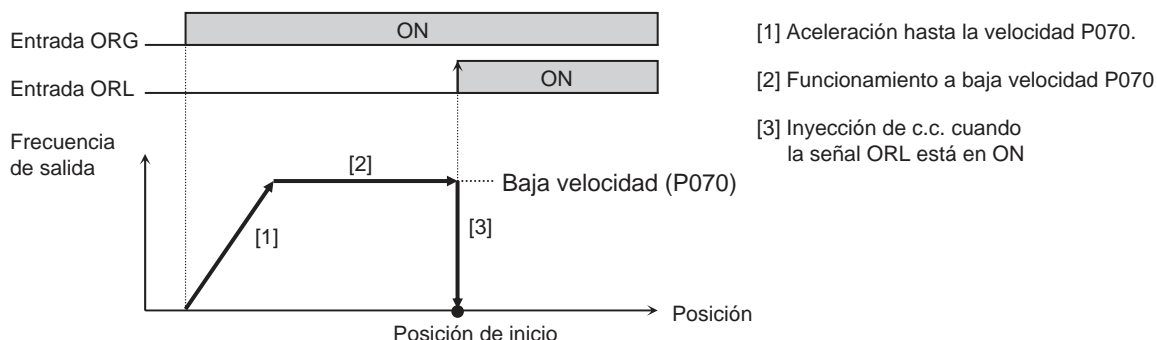 Entrada ORG
ON
Entrada ORL
ON
Frecuencia
de salida
[2]
Baja velocidad (P070)
[1]
[3]
Posición
Posición de inicio
[1] Aceleración hasta la velocidad P070.
[2] Funcionamiento a baja velocidad P070
[3] Inyección de c.c. cuando
la señal ORL está en ON